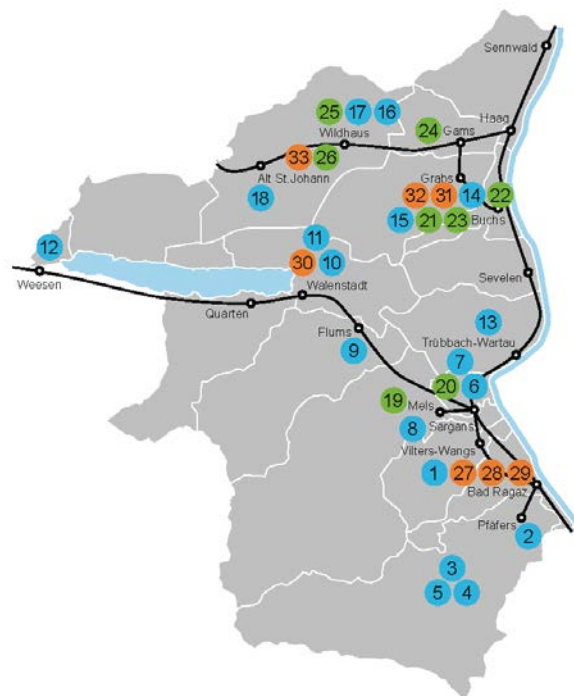 Sennwald
25 17 16
24 Gams
Haag
Wildhaus
33 26
Alt St.Johann
Grabs
32 31 14 22
18
15 21 23 Buchs
11
12
30 10
Weesen
Walenstadt
Sevelen
Quarten
13
Flums
Trübbach-Wartau
9
7
20 6
19
Mels
8
Sargans
Vilters-Wangs
1 27 28 29
Bad Ragaz
Pfäfers
2
3
5 4